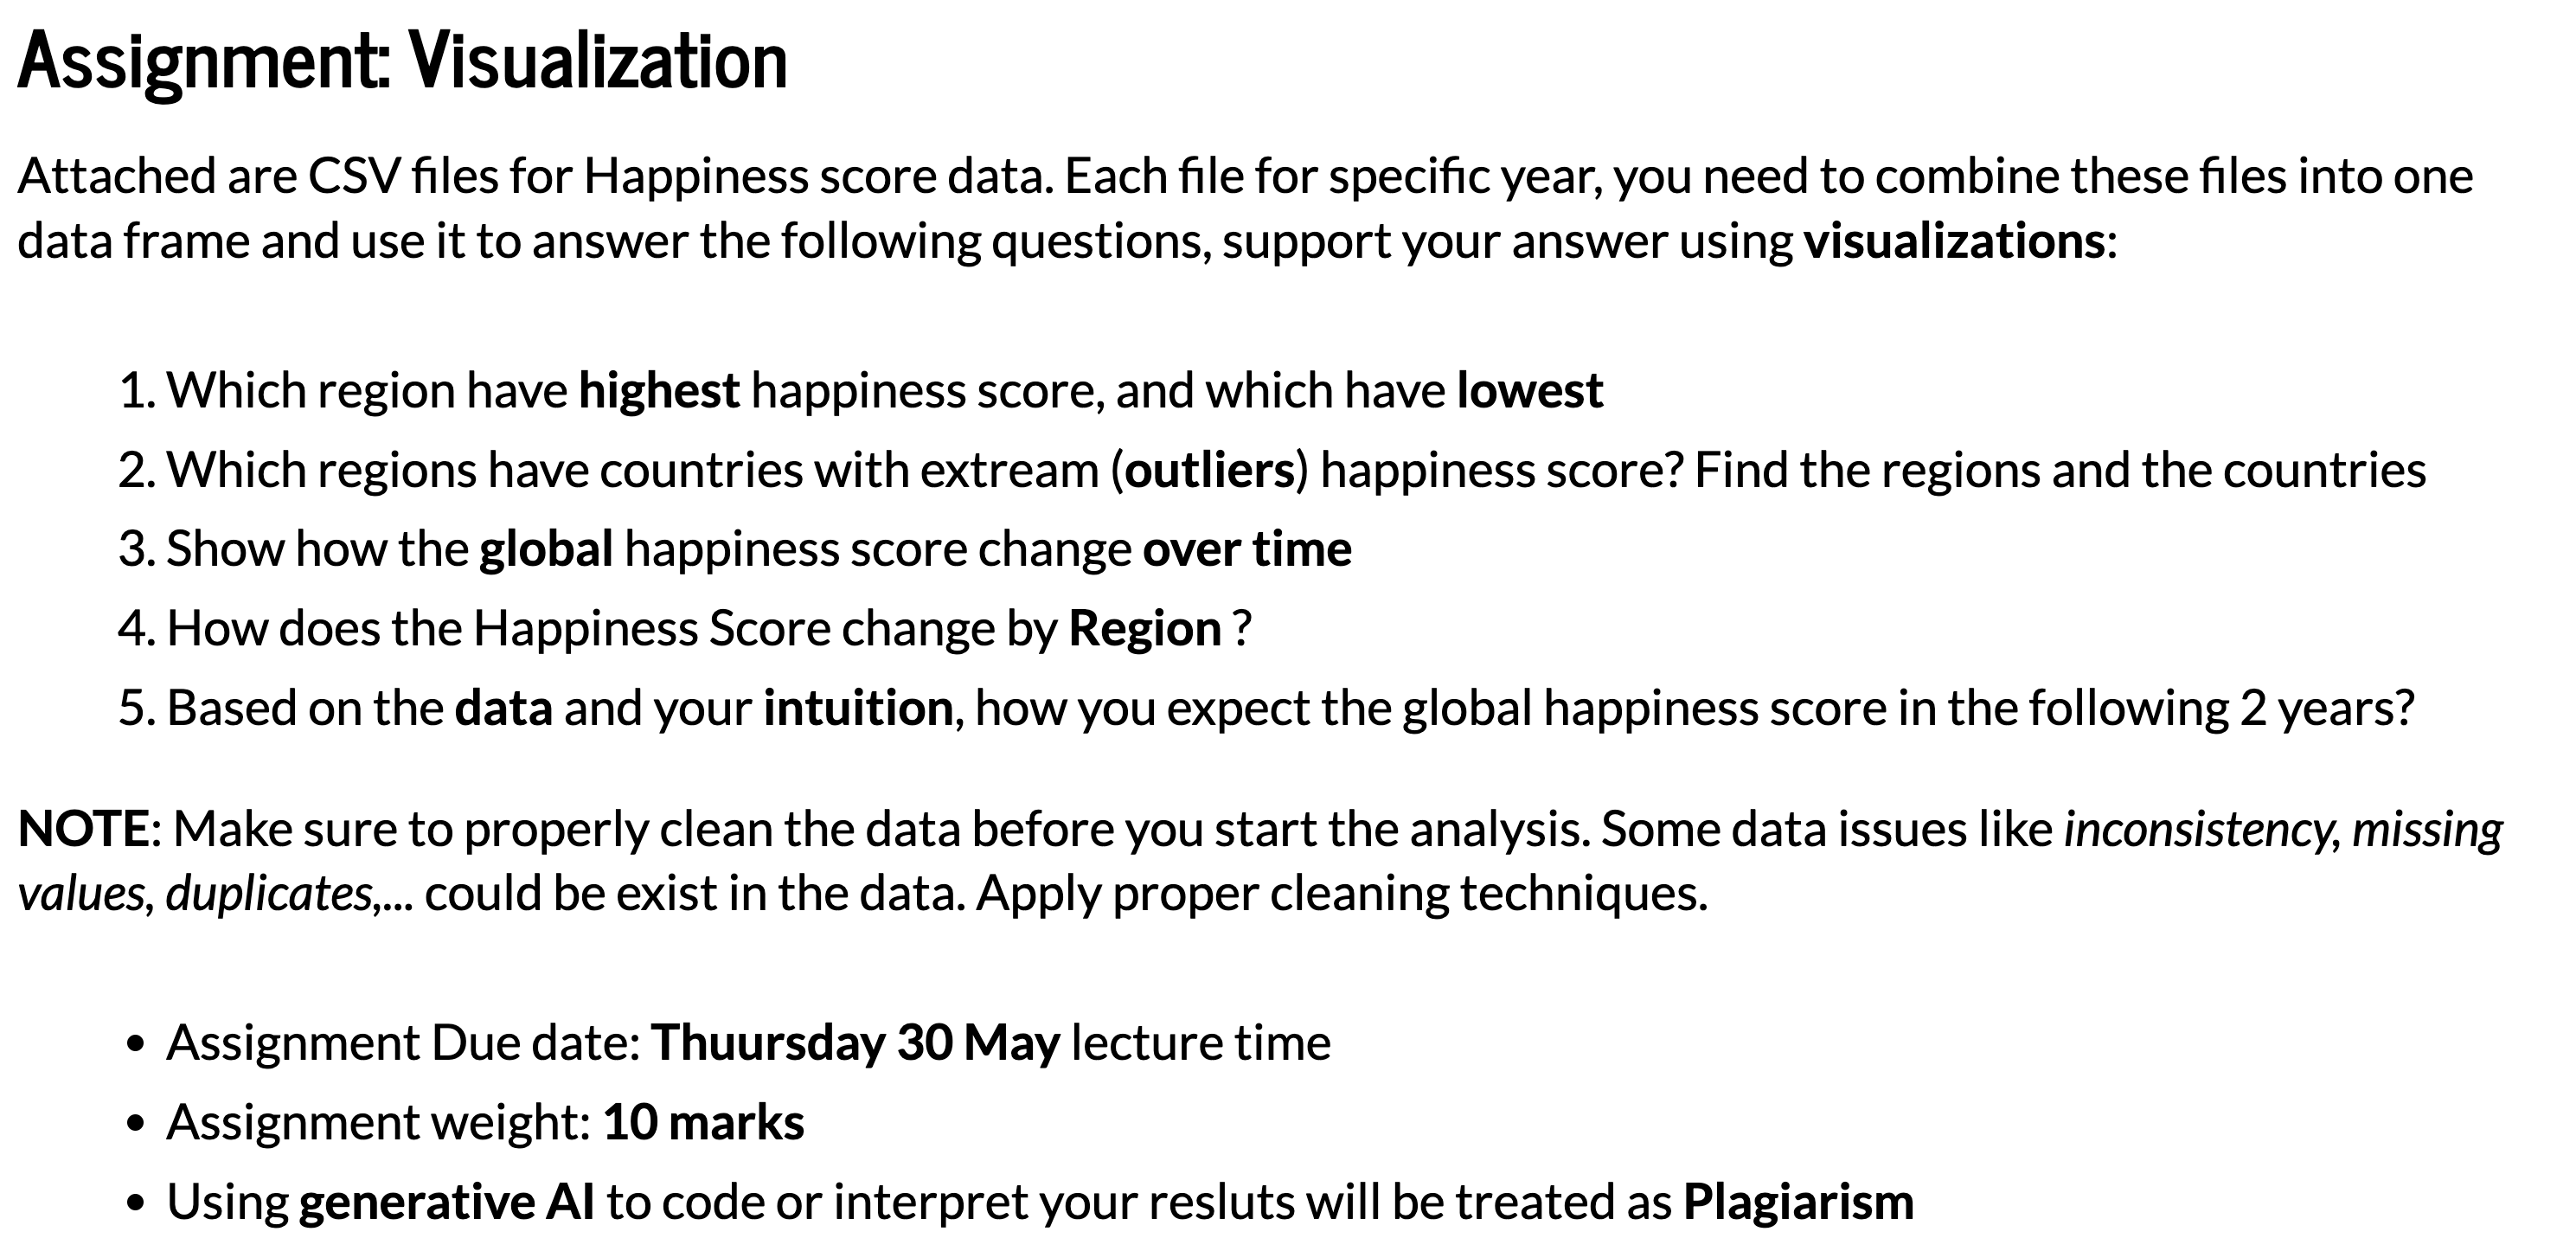 Assignment: Visualization
Attached are CSV files for Happiness score data. Each file for specific year, you need to combine these files into one
data frame and use it to answer the following questions, support your answer using visualizations:
1. Which region have highest happiness score, and which have lowest
2. Which regions have countries with extream (outliers) happiness score? Find the regions and the countries
3. Show how the global happiness score change over time
4. How does the Happiness Score change by Region ?
5. Based on the data and your intuition, how you expect the global happiness score in the following 2 years?
NOTE: Make sure to properly clean the data before you start the analysis. Some data issues like inconsistency, missing
values, duplicates,... could be exist in the data. Apply proper cleaning techniques.
• Assignment Due date: Thuursday 30 May lecture time
• Assignment weight: 10 marks
• Using generative AI to code or interpret your resluts will be treated as Plagiarism